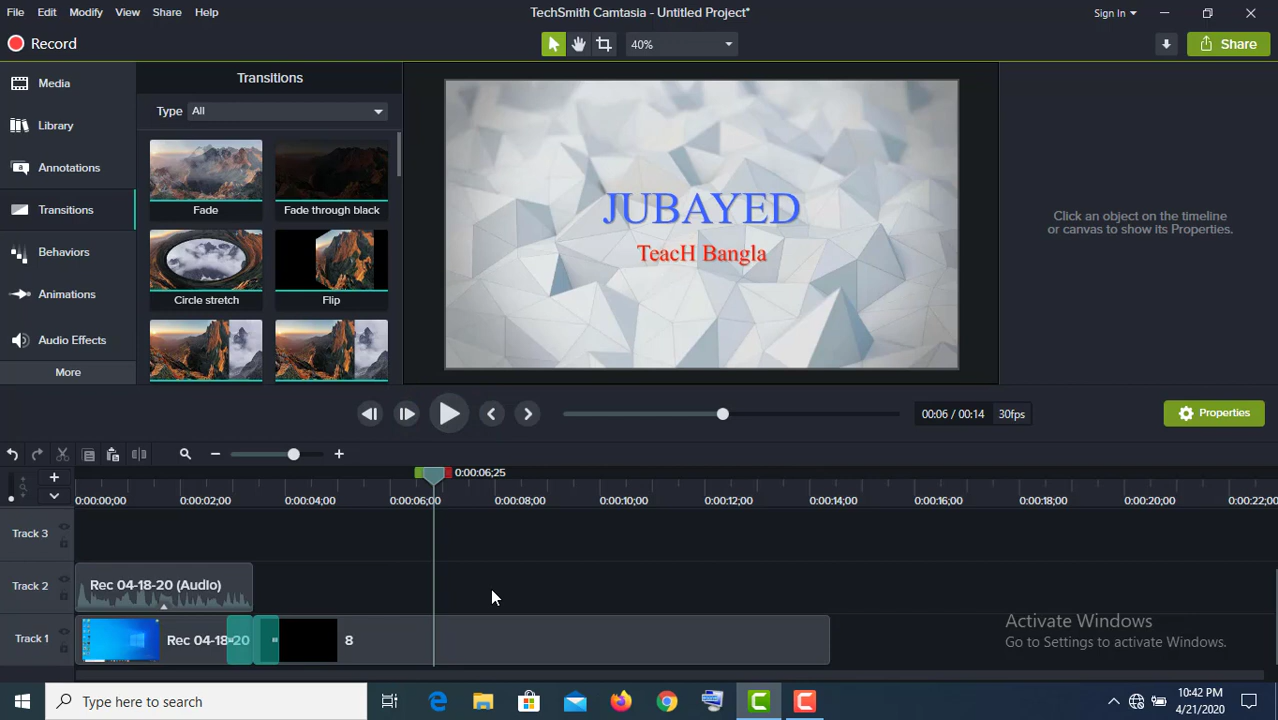 File Edit Modify View Share Help
TechSmith Camtasia - Untitled Project*
Sign In
Record
40%
Share
Media
Library
Annotations
Transitions
Behaviors
Animations
Audio Effects
More
Transitions
Type All
Fade
Fade through black
Circle stretch
Flip
JUBAYED
TeacH Bangla
Click an object on the timeline
or canvas to show its Properties.
00:06 / 00:14 30fps
Properties
0:00:06;25
0:00:00;00 0:00:02;00 0:00:04;00 0:00:06;00 0:00:08;00 0:00:10;00 0:00:12;00 0:00:14;00 0:00:16;00 0:00:18;00 0:00:20;00 0:00:22;00
Track 3
Track 2
Rec 04-18-20 (Audio)
Track 1
Rec 04-18-20
8
Activate Windows
Go to Settings to activate Windows.
Type here to search
10:42 PM
4/21/2020